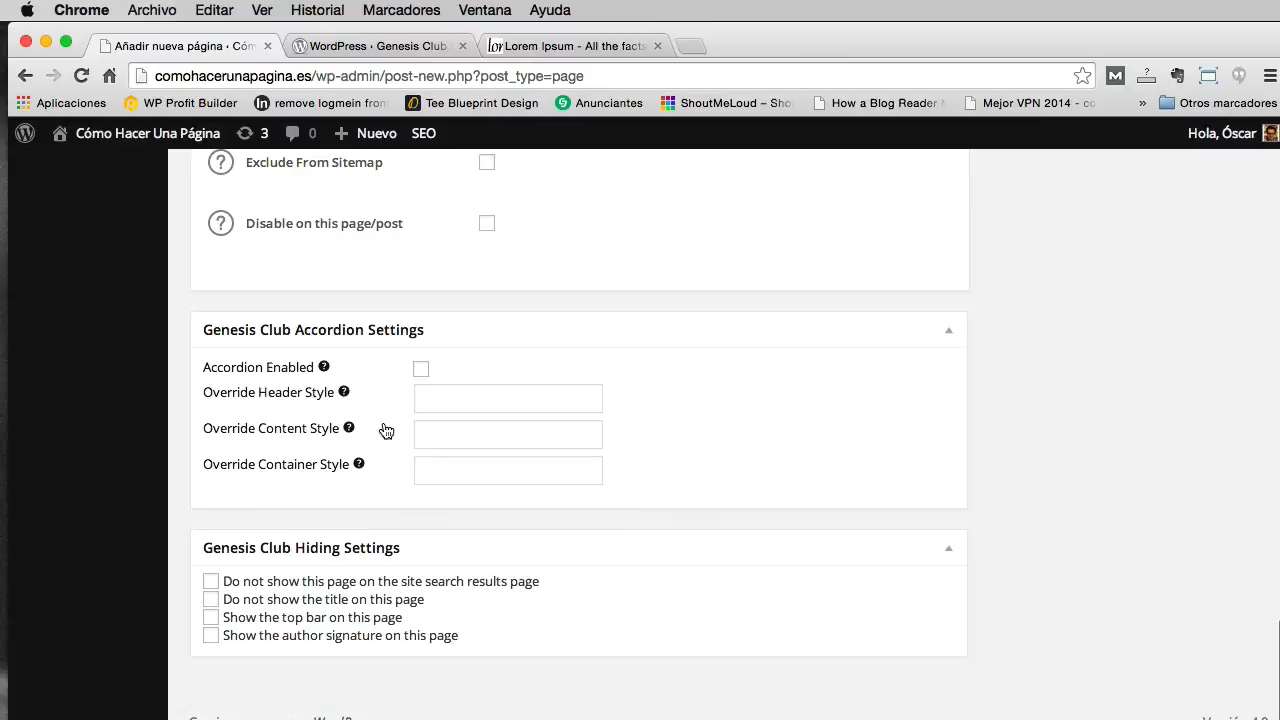 Chrome Archivo Editar Ver Historial Marcadores Ventana Ayuda
Añadir nueva página ‹ Cóm WordPress › Genesis Club lor Lorem Ipsum - All the facts
comohacerunapagina.es/wp-admin/post-new.php?post_type=page
Aplicaciones WP Profit Builder remove logmein from Tee Blueprint Design Anunciantes ShoutMeLoud – Sho How a Blog Reader Mejor VPN 2014 - co » Otros marcadores
Cómo Hacer Una Página 3 0 + Nuevo SEO Hola, Óscar
? Exclude From Sitemap
? Disable on this page/post
Genesis Club Accordion Settings
Accordion Enabled ?
Override Header Style ?
Override Content Style ?
Override Container Style ?
Genesis Club Hiding Settings
Do not show this page on the site search results page
Do not show the title on this page
Show the top bar on this page
Show the author signature on this page